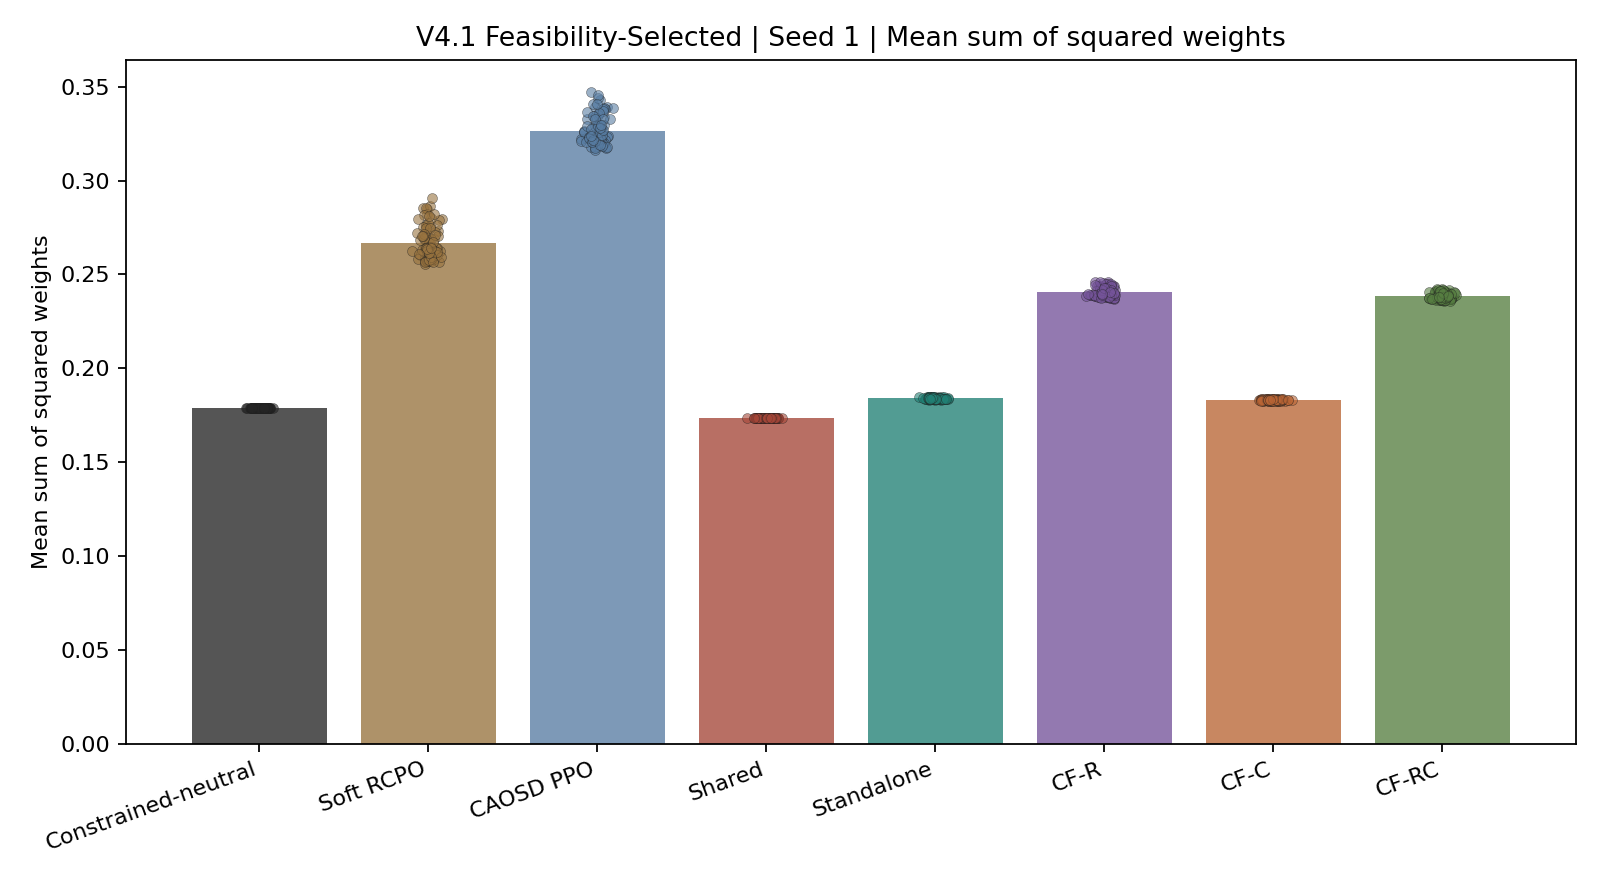 V4.1 Feasibility-Selected | Seed 1 | Mean sum of squared weights
Mean sum of squared weights
0.35
0.30
0.25
0.20
0.15
0.10
0.05
0.00
Constrained-neutral
Soft RCPO
CAOSD PPO
Shared
Standalone
CF-R
CF-C
CF-RC